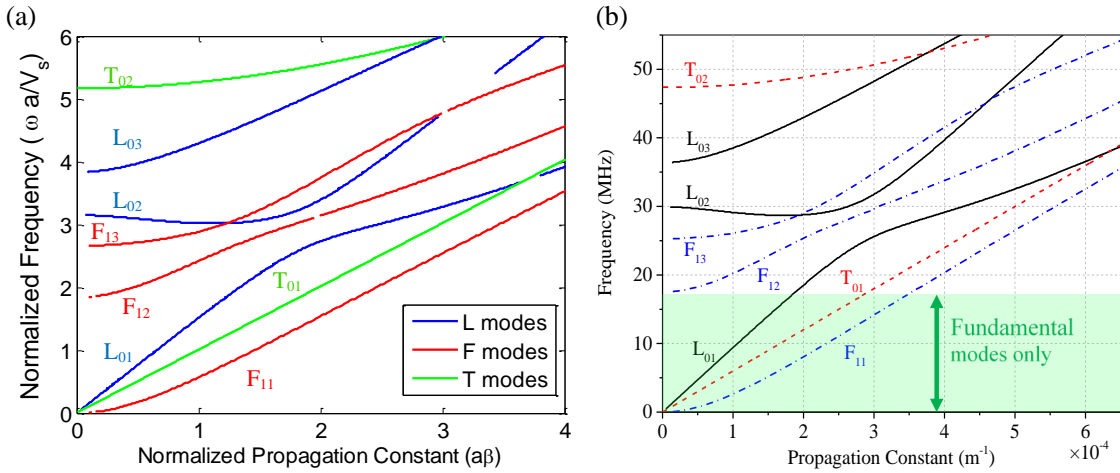 (a)
Normalized Frequency ( ω a/V_s )
6
5
4
3
2
1
0
T₀₂
L₀₃
L₀₂
F₁₃
F₁₂
T₀₁
L₀₁
F₁₁
L modes
F modes
T modes
0
1
2
3
4
Normalized Propagation Constant (aβ)
(b)
Frequency (MHz)
50
40
30
20
10
0
T₀₂
L₀₃
L₀₂
F₁₃
F₁₂
T₀₁
L₀₁
F₁₁
Fundamental
modes only
0
1
2
3
4
5
6
Propagation Constant (m⁻¹)
×10⁻⁴